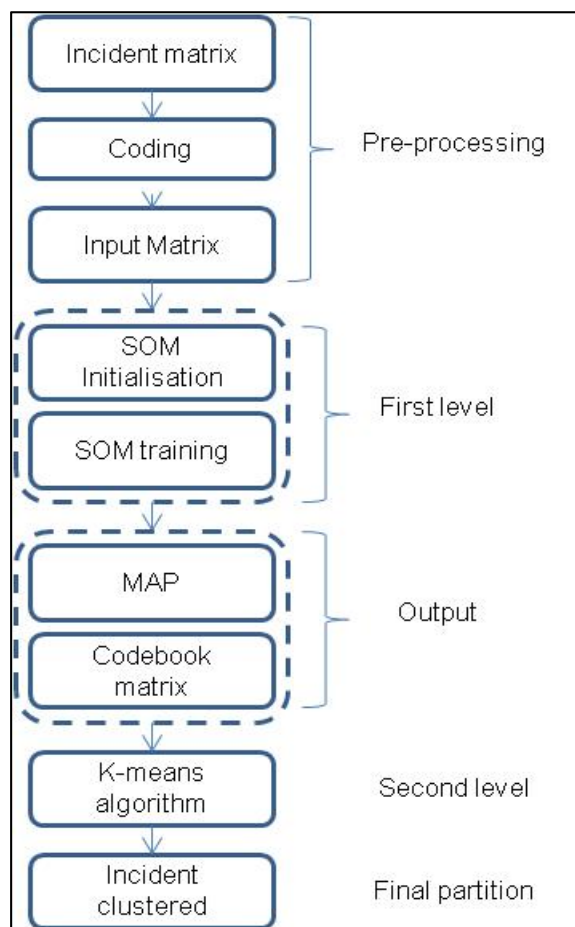 Incident matrix
Coding
Pre-processing
Input Matrix
SOM
Initialisation
First level
SOM training
MAP
Output
Codebook
matrix
K-means
algorithm
Second level
Incident
clustered
Final partition